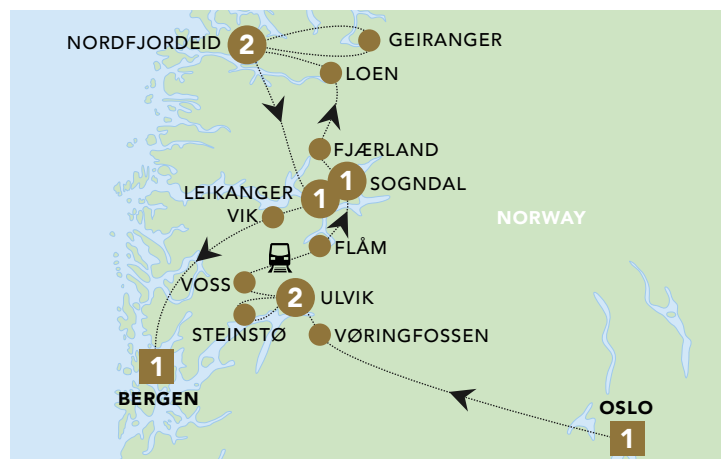 NORDFJORDEID
2
GEIRANGER
LOEN
FJÆRLAND
LEIKANGER
1
1
SOGNDAL
VIK
NORWAY
FLÅM
VOSS
2
ULVIK
STEINSTØ
VØRINGFOSSEN
1
BERGEN
OSLO
1